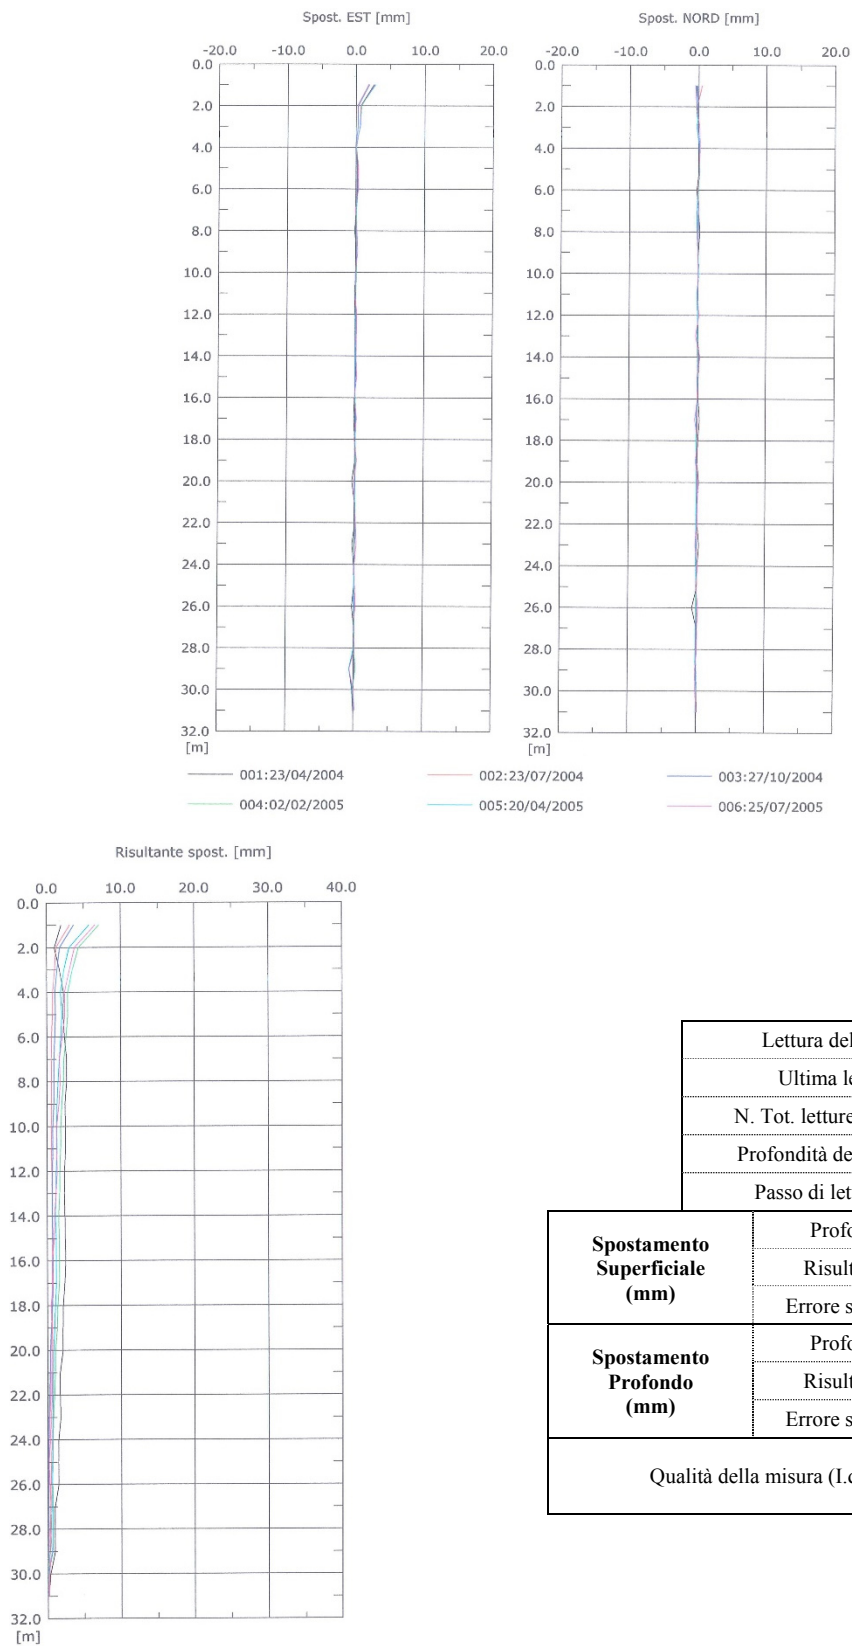 Spost. EST [mm]
-20.0 -10.0 0.0 10.0 20.0
0.0
2.0
4.0
6.0
8.0
10.0
12.0
14.0
16.0
18.0
20.0
22.0
24.0
26.0
28.0
30.0
32.0
[m]
Spost. NORD [mm]
-20.0 -10.0 0.0 10.0 20.0
0.0
2.0
4.0
6.0
8.0
10.0
12.0
14.0
16.0
18.0
20.0
22.0
24.0
26.0
28.0
30.0
32.0
[m]
001:23/04/2004 002:23/07/2004 003:27/10/2004
004:02/02/2005 005:20/04/2005 006:25/07/2005
Risultante spost. [mm]
0.0 10.0 20.0 30.0 40.0
0.0
2.0
4.0
6.0
8.0
10.0
12.0
14.0
16.0
18.0
20.0
22.0
24.0
26.0
28.0
30.0
32.0
[m]
Lettura del
Ultima le
N. Tot. letture
Profondità de
Passo di let
Spostamento
Superficiale
(mm)
Profo
Risult
Errore s
Spostamento
Profondo
(mm)
Profo
Risult
Errore s
Qualità della misura (I.c